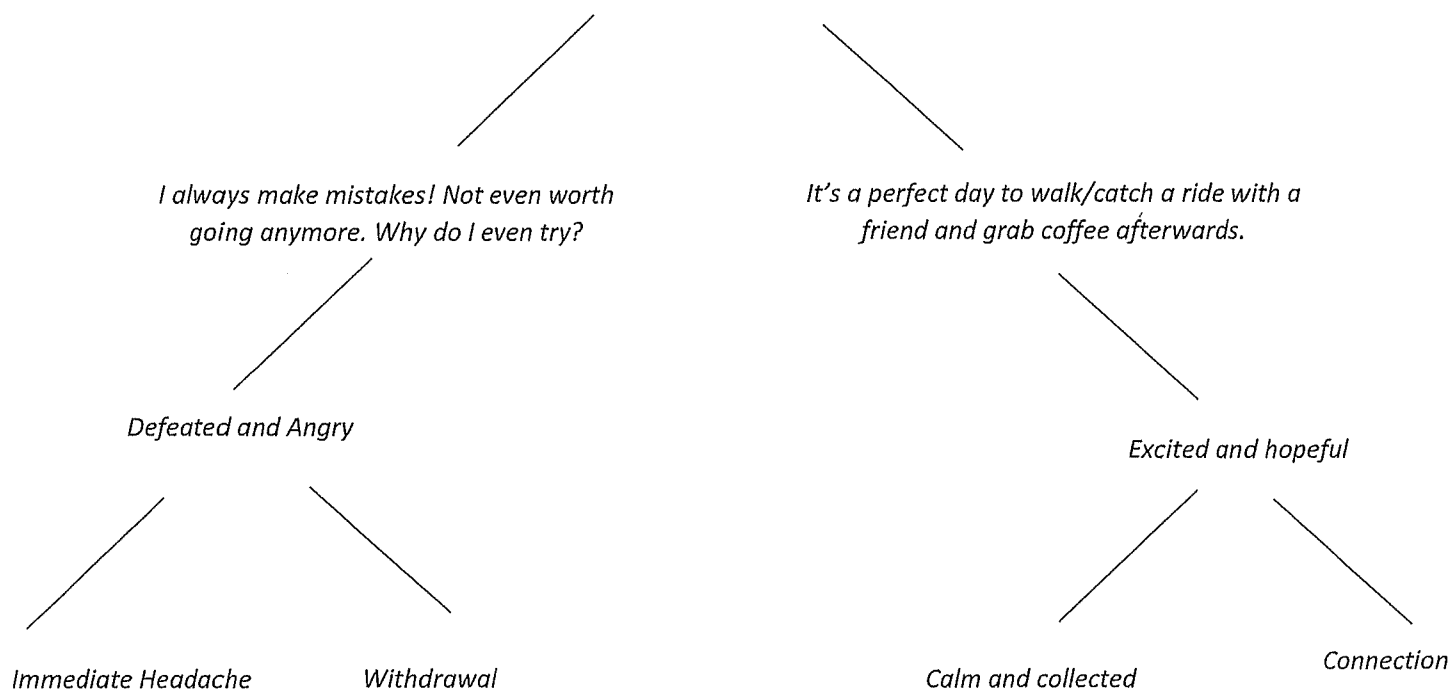 I always make mistakes! Not even worth
going anymore. Why do I even try?
It's a perfect day to walk/catch a ride with a
friend and grab coffee afterwards.
Defeated and Angry
Excited and hopeful
Immediate Headache
Withdrawal
Calm and collected
Connection